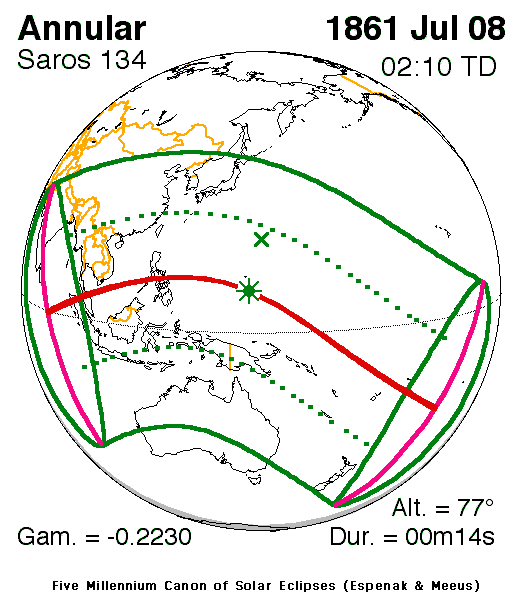 Annular 1861 Jul 08
Saros 134 02:10 TD
Alt. = 77°
Gam. = -0.2230 Dur. = 00m14s
Five Millennium Canon of Solar Eclipses (Espenak & Meeus)